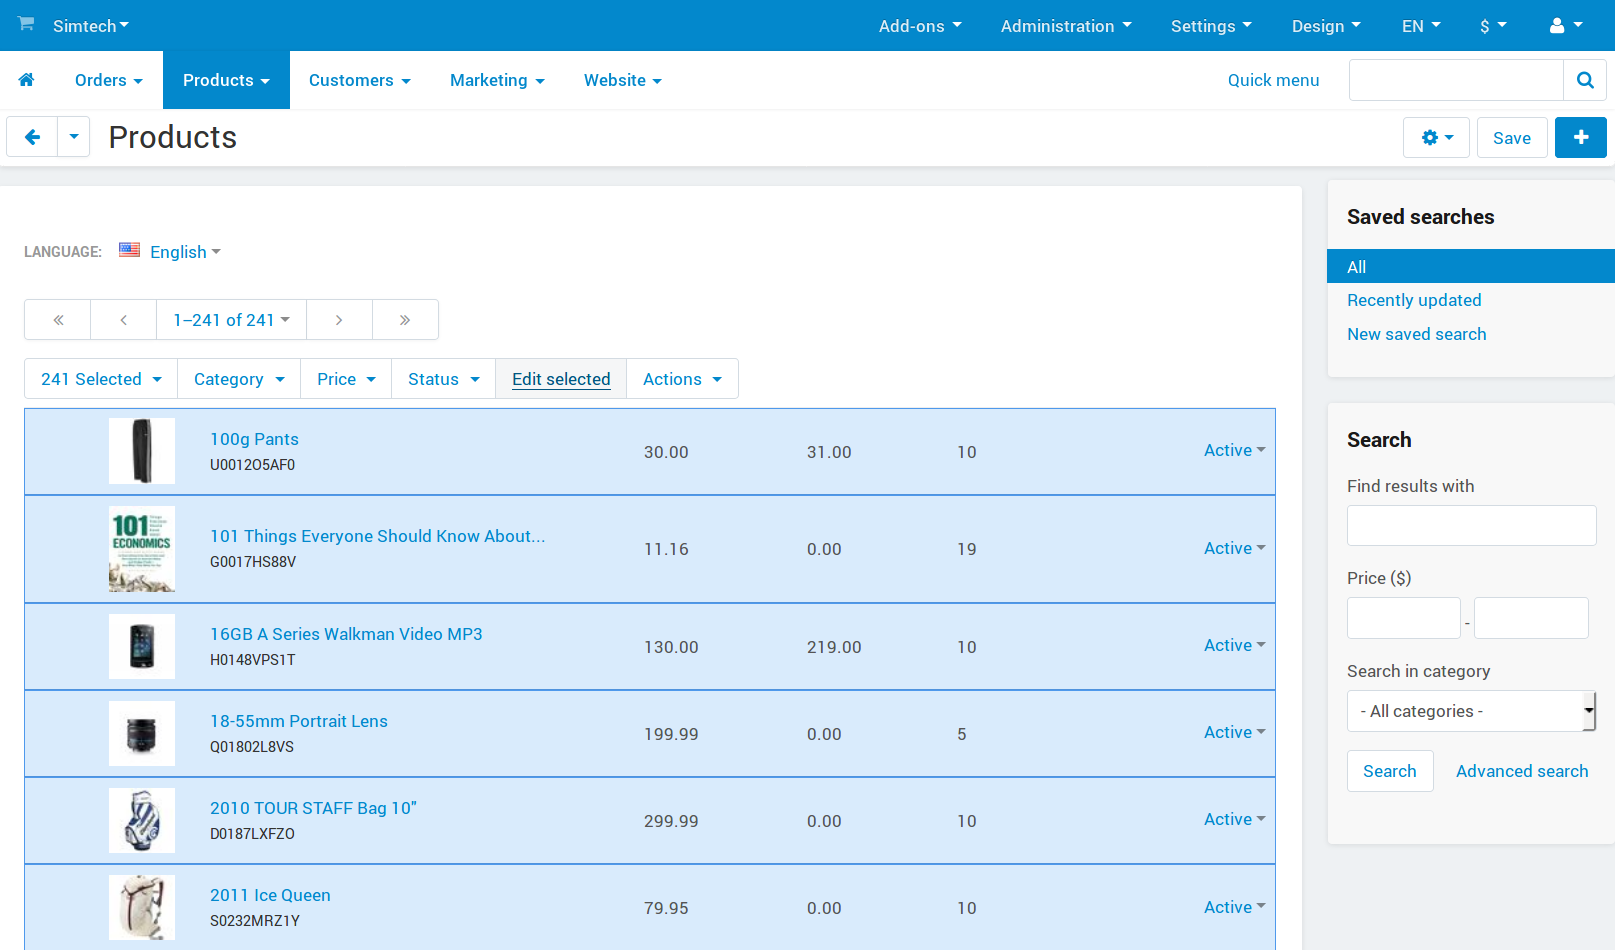 Simtech Add-ons Administration Settings Design EN $
Orders Products Customers Marketing Website Quick menu
Products Save
LANGUAGE: English
« ‹ 1–241 of 241 › »
241 Selected Category Price Status Edit selected Actions
100g Pants 30.00 31.00 10 Active
U0012O5AF0
101 ECONOMICS
101 Things Everyone Should Know About... 11.16 0.00 19 Active
G0017HS88V
16GB A Series Walkman Video MP3 130.00 219.00 10 Active
H0148VPS1T
18-55mm Portrait Lens 199.99 0.00 5 Active
Q01802L8VS
2010 TOUR STAFF Bag 10" 299.99 0.00 10 Active
D0187LXFZO
2011 Ice Queen 79.95 0.00 10 Active
S0232MRZ1Y
Saved searches
All
Recently updated
New saved search
Search
Find results with
Price ($)
-
Search in category
- All categories -
Search Advanced search